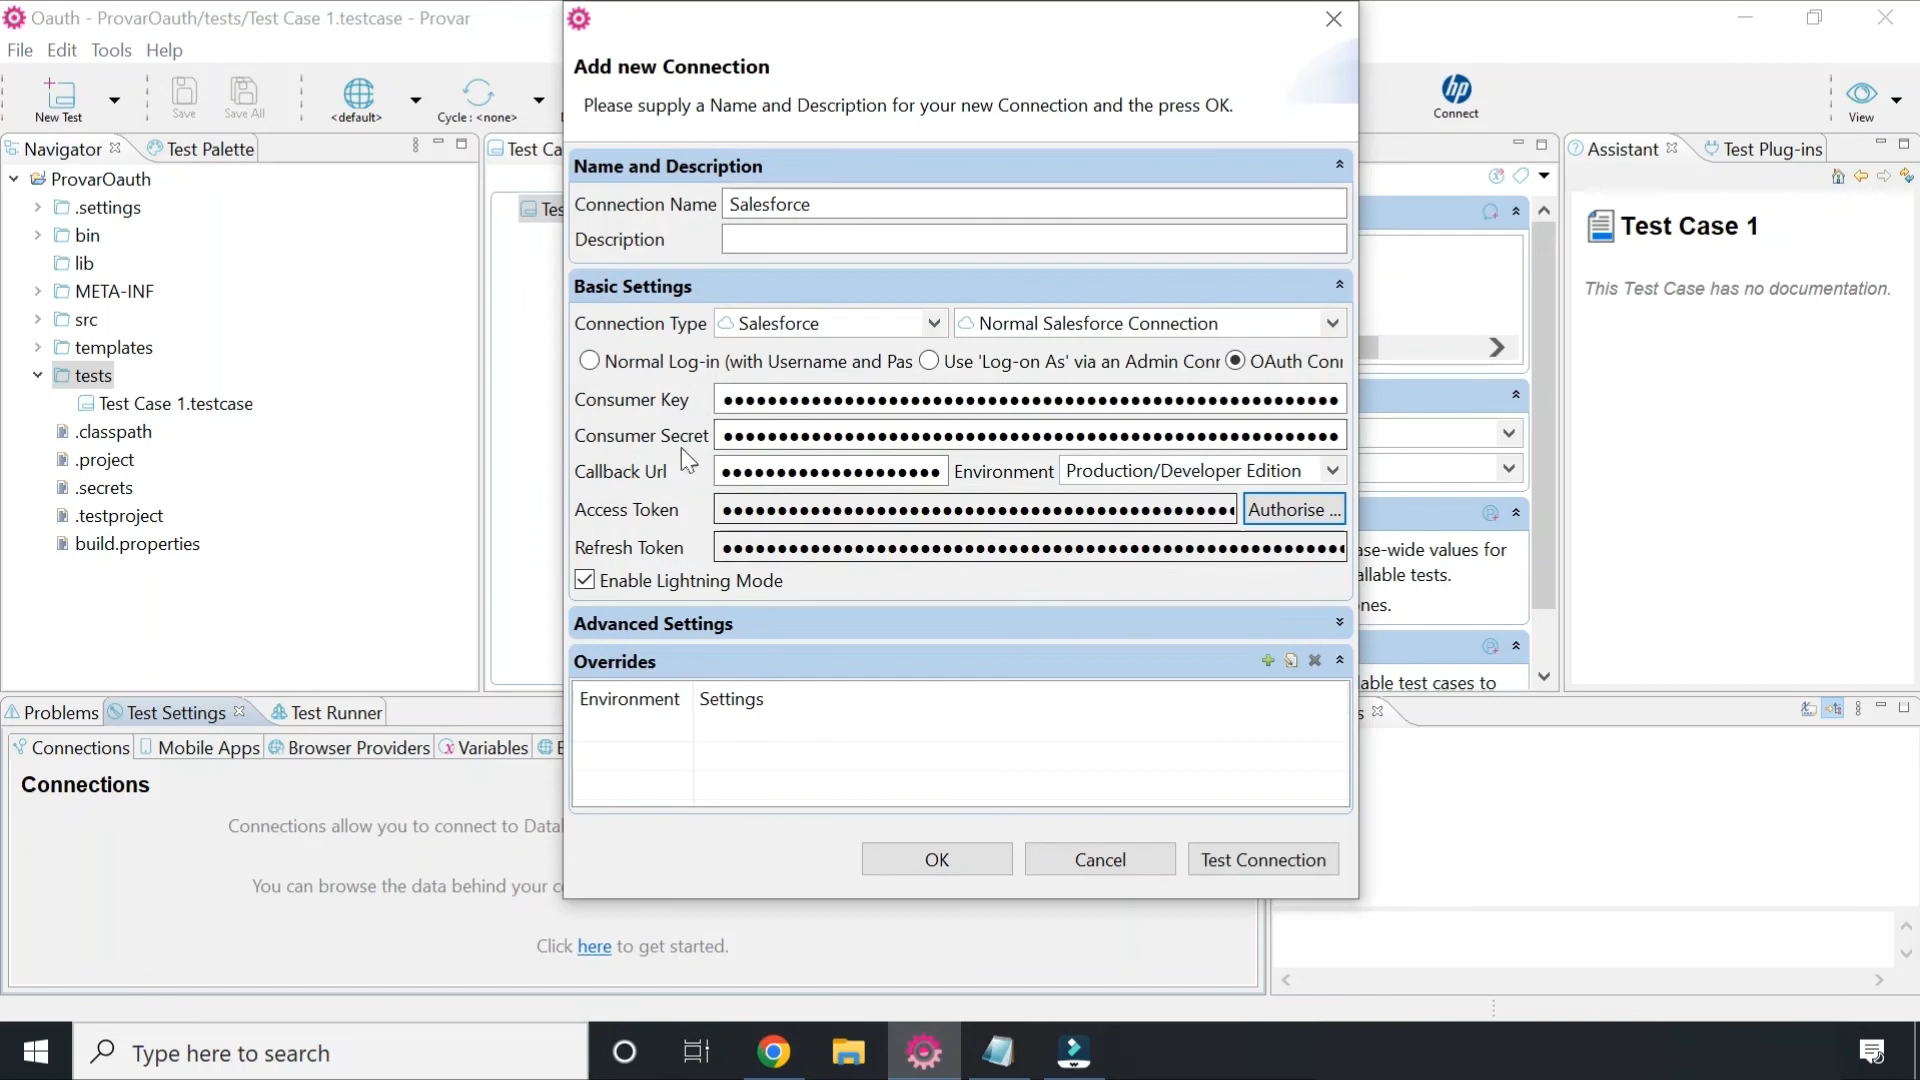 Oauth - ProvarOauth/tests/Test Case 1.testcase - Provar
File Edit Tools Help
New Test
Save
Save All
<default>
Cycle : <none>
Connect
View
Navigator
Test Palette
ProvarOauth
.settings
bin
lib
META-INF
src
templates
tests
Test Case 1.testcase
.classpath
.project
.secrets
.testproject
build.properties
Test Ca
Tes
Add new Connection
Please supply a Name and Description for your new Connection and the press OK.
Name and Description
Connection Name Salesforce
Description
Basic Settings
Connection Type Salesforce Normal Salesforce Connection
Normal Log-in (with Username and Pas Use 'Log-on As' via an Admin Conr OAuth Conr
Consumer Key
Consumer Secret
Callback Url Environment Production/Developer Edition
Access Token Authorise ...
Refresh Token
Enable Lightning Mode
Advanced Settings
Overrides
Environment Settings
OK Cancel Test Connection
ase-wide values for
allable tests.
nes.
lable test cases to
Assistant
Test Plug-ins
Test Case 1
This Test Case has no documentation.
Problems Test Settings Test Runner
Connections Mobile Apps Browser Providers Variables E
Connections
Connections allow you to connect to Datal
You can browse the data behind your c
Click here to get started.
s
hp
Type here to search